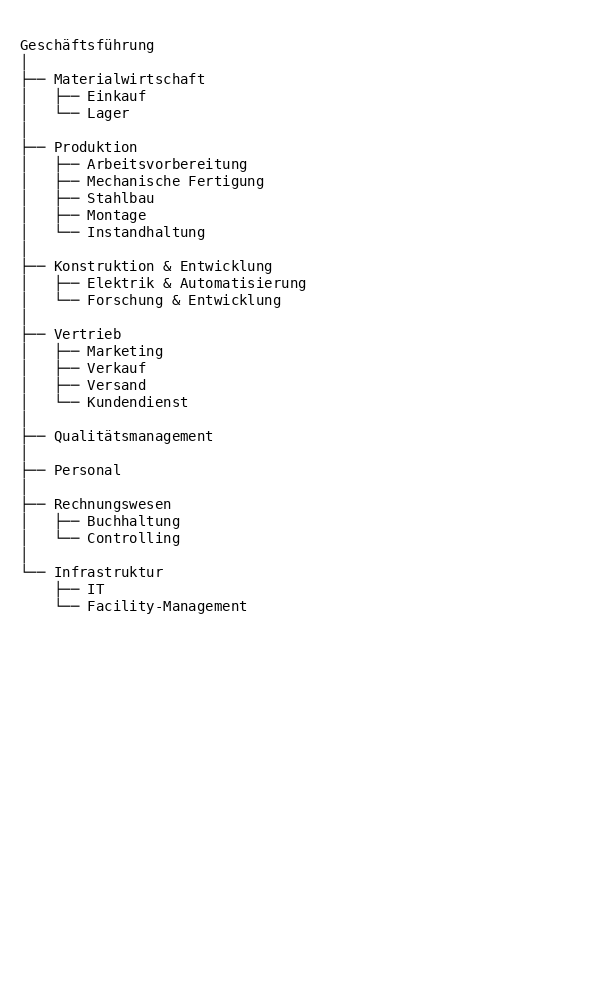 Geschäftsführung
│
├── Materialwirtschaft
│   ├── Einkauf
│   └── Lager
│
├── Produktion
│   ├── Arbeitsvorbereitung
│   ├── Mechanische Fertigung
│   ├── Stahlbau
│   ├── Montage
│   └── Instandhaltung
│
├── Konstruktion & Entwicklung
│   ├── Elektrik & Automatisierung
│   └── Forschung & Entwicklung
│
├── Vertrieb
│   ├── Marketing
│   ├── Verkauf
│   ├── Versand
│   └── Kundendienst
│
├── Qualitätsmanagement
│
├── Personal
│
├── Rechnungswesen
│   ├── Buchhaltung
│   └── Controlling
│
└── Infrastruktur
    ├── IT
    └── Facility-Management